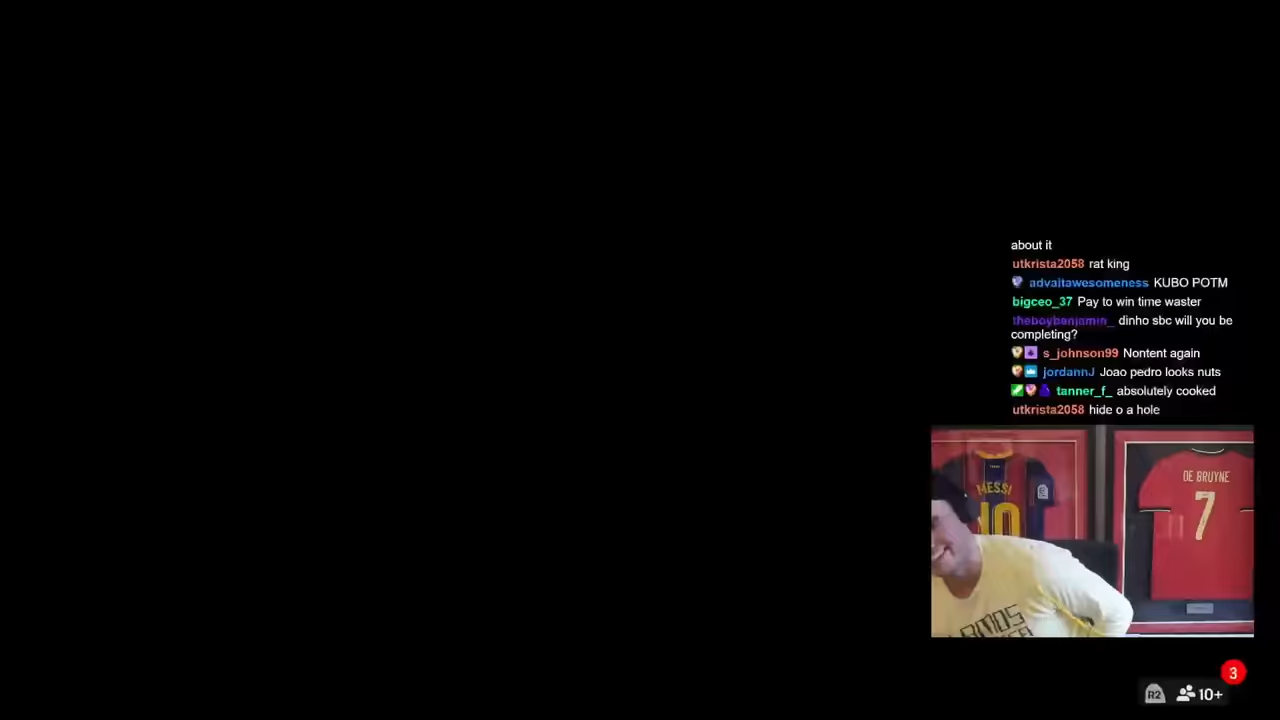 about it
utkrista2058 rat king
advaitawesomeness KUBO POTM
bigceo_37 Pay to win time waster
theboybenjamin_ dinho sbc will you be
completing?
s_johnson99 Nontent again
jordannJ Joao pedro looks nuts
tanner_f_ absolutely cooked
utkrista2058 hide o a hole
MESSI
10
DE BRUYNE
7
3
R2 10+